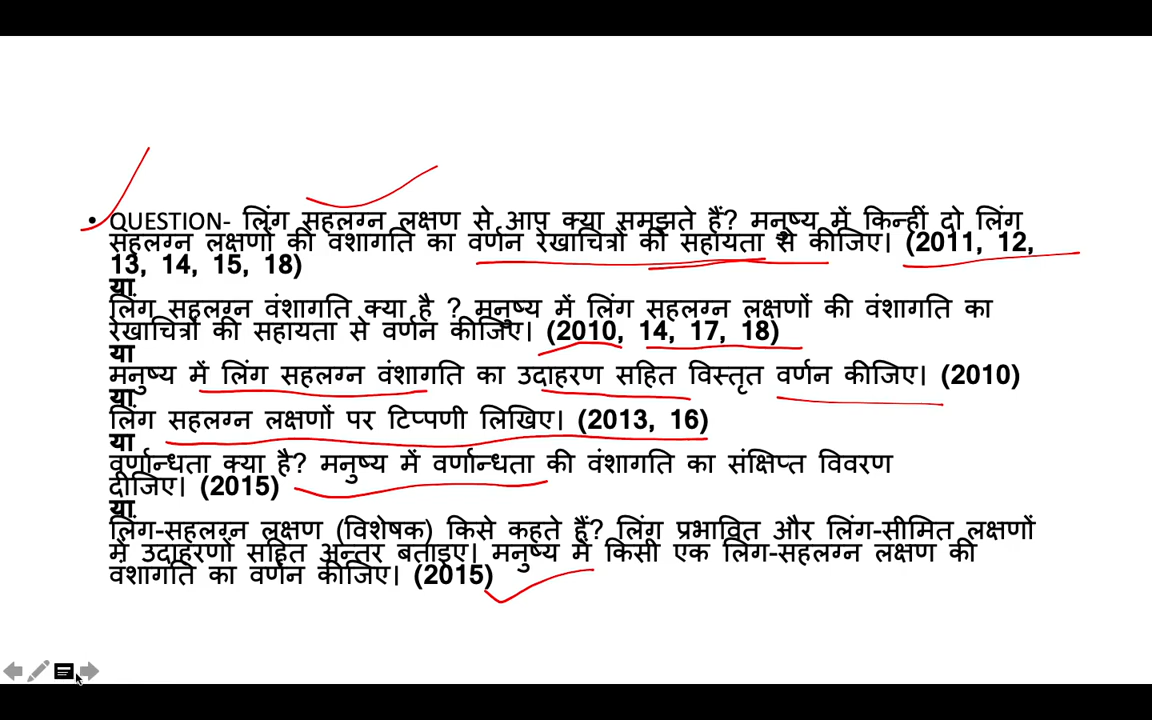 • QUESTION- लिंग सहलग्न लक्षण से आप क्या समझते हैं? मनुष्य में किन्हीं दो लिंग
सहलग्न लक्षणों की वंशागति का वर्णन रेखाचित्रों की सहायता से कीजिए। (2011, 12,
13, 14, 15, 18)
या
लिंग सहलग्न वंशागति क्या है ? मनुष्य में लिंग सहलग्न लक्षणों की वंशागति का
रेखाचित्रों की सहायता से वर्णन कीजिए। (2010, 14, 17, 18)
या
मनुष्य में लिंग सहलग्न वंशागति का उदाहरण सहित विस्तृत वर्णन कीजिए। (2010)
या
लिंग सहलग्न लक्षणों पर टिप्पणी लिखिए। (2013, 16)
या
वर्णान्धता क्या है? मनुष्य में वर्णान्धता की वंशागति का संक्षिप्त विवरण
दीजिए। (2015)
या
लिंग-सहलग्न लक्षण (विशेषक) किसे कहते हैं? लिंग प्रभावित और लिंग-सीमित लक्षणों
में उदाहरणों सहित अन्तर बताइए। मनुष्य में किसी एक लिंग-सहलग्न लक्षण की
वंशागति का वर्णन कीजिए। (2015)